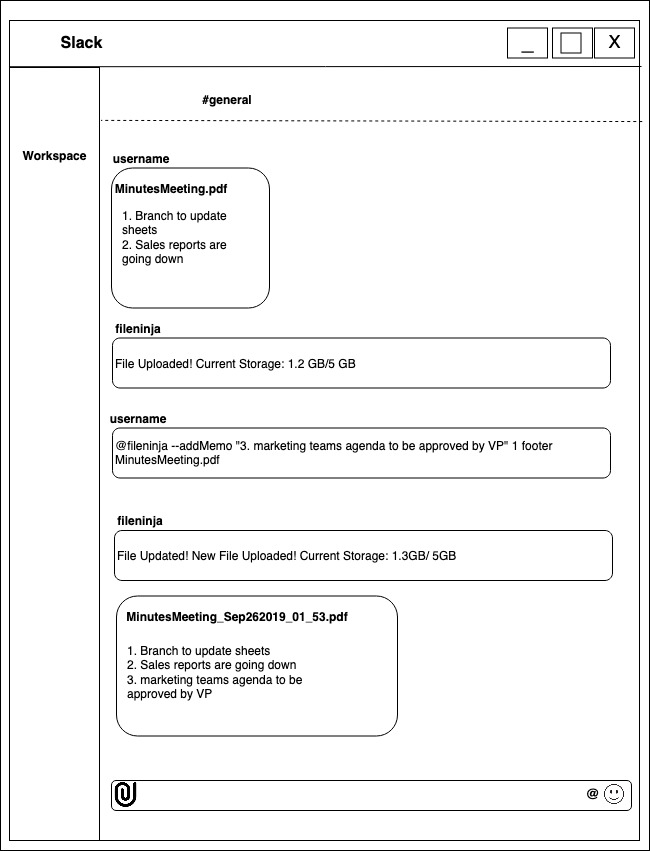 Slack
_
X
#general
Workspace
username
MinutesMeeting.pdf
1. Branch to update
sheets
2. Sales reports are
going down
fileninja
File Uploaded! Current Storage: 1.2 GB/5 GB
username
@fileninja --addMemo "3. marketing teams agenda to be approved by VP" 1 footer
MinutesMeeting.pdf
fileninja
File Updated! New File Uploaded! Current Storage: 1.3GB/ 5GB
MinutesMeeting_Sep262019_01_53.pdf
1. Branch to update sheets
2. Sales reports are going down
3. marketing teams agenda to be
approved by VP
@